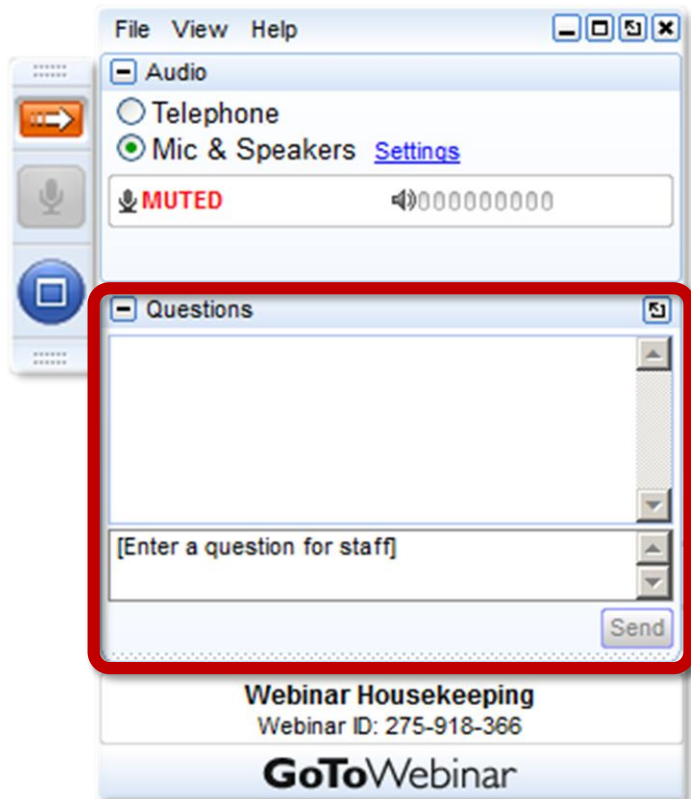 File View Help
Audio
Telephone
Mic & Speakers Settings
MUTED
Questions
[Enter a question for staff]
Send
Webinar Housekeeping
Webinar ID: 275-918-366
GoToWebinar